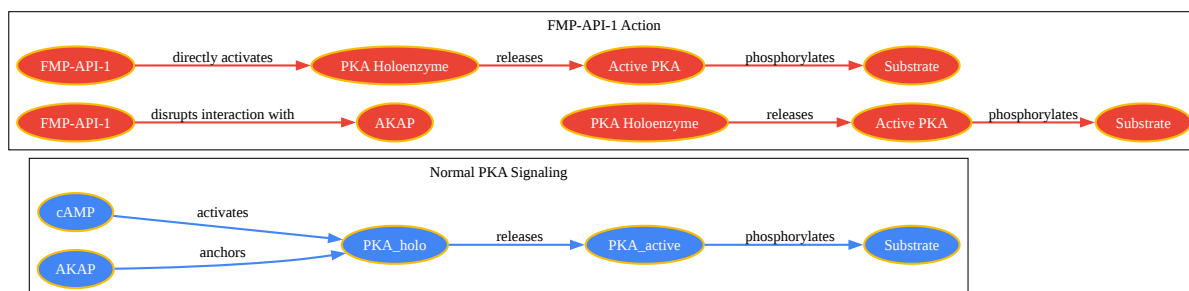 FMP-API-1 Action
FMP-API-1 directly activates PKA Holoenzyme releases Active PKA phosphorylates Substrate
FMP-API-1 disrupts interaction with AKAP PKA Holoenzyme releases Active PKA phosphorylates Substrate
Normal PKA Signaling
cAMP activates
PKA_holo releases PKA_active phosphorylates Substrate
AKAP anchors